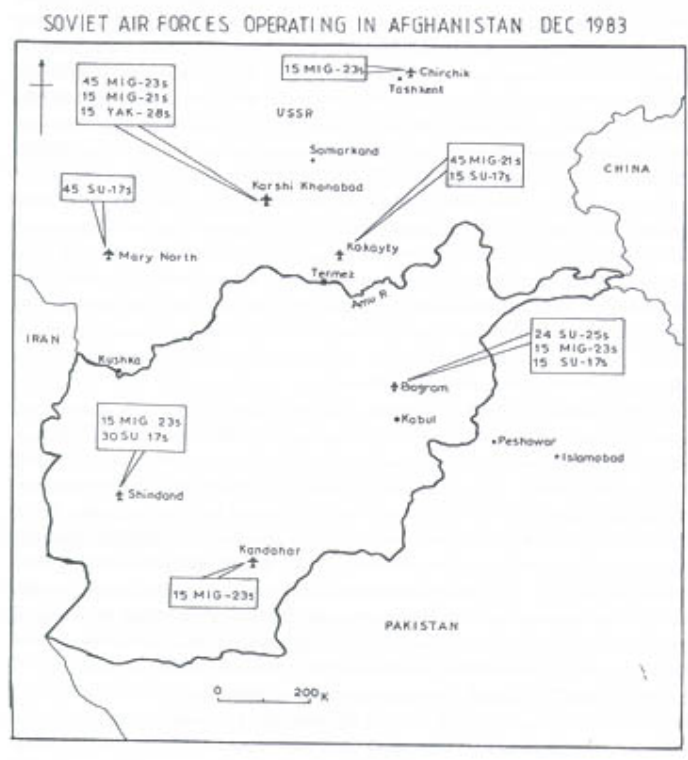 SOVIET AIR FORCES OPERATING IN AFGHANISTAN DEC 1983
15 MIG-23s
Chirchik
Tashkent
45 MIG-23s
15 MIG-21s
15 YAK-28s
USSR
Samarkand
45 MIG-21s
15 SU-17s
CHINA
45 SU-17s
Karshi Khanabad
Mary North
Kakayty
Termez
Amu R
IRAN
Kushka
24 SU-25s
15 MIG-23s
15 SU-17s
Bagram
Kabul
15 MIG 23s
30 SU 17s
Peshawar
Islamabad
Shindand
Kandahar
15 MIG-23s
PAKISTAN
0 200K